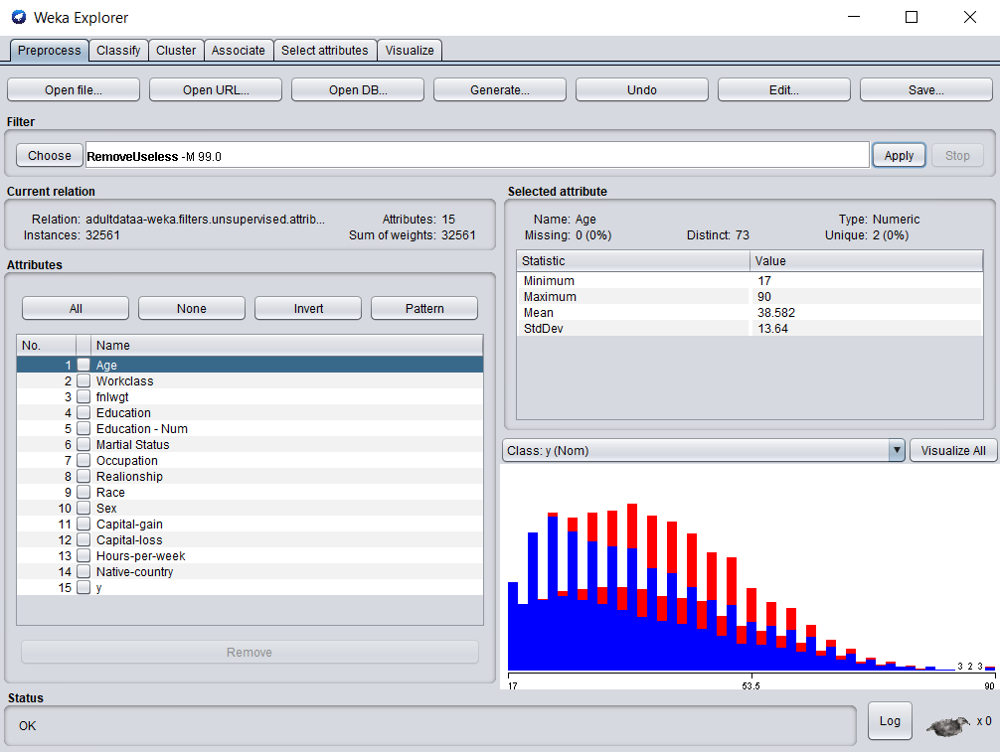 Weka Explorer
Preprocess Classify Cluster Associate Select attributes Visualize
Open file... Open URL... Open DB... Generate... Undo Edit... Save...
Filter
Choose RemoveUseless -M 99.0 Apply Stop
Current relation
Relation: adultdataa-weka.filters.unsupervised.attrib... Attributes: 15
Instances: 32561 Sum of weights: 32561
Attributes
All None Invert Pattern
No. Name
1 Age
2 Workclass
3 fnlwgt
4 Education
5 Education - Num
6 Martial Status
7 Occupation
8 Realionship
9 Race
10 Sex
11 Capital-gain
12 Capital-loss
13 Hours-per-week
14 Native-country
15 y
Remove
Selected attribute
Name: Age Type: Numeric
Missing: 0 (0%) Distinct: 73 Unique: 2 (0%)
Statistic Value
Minimum 17
Maximum 90
Mean 38.582
StdDev 13.64
Class: y (Nom) Visualize All
3 2 3
17 53.5 90
Status
OK Log x 0